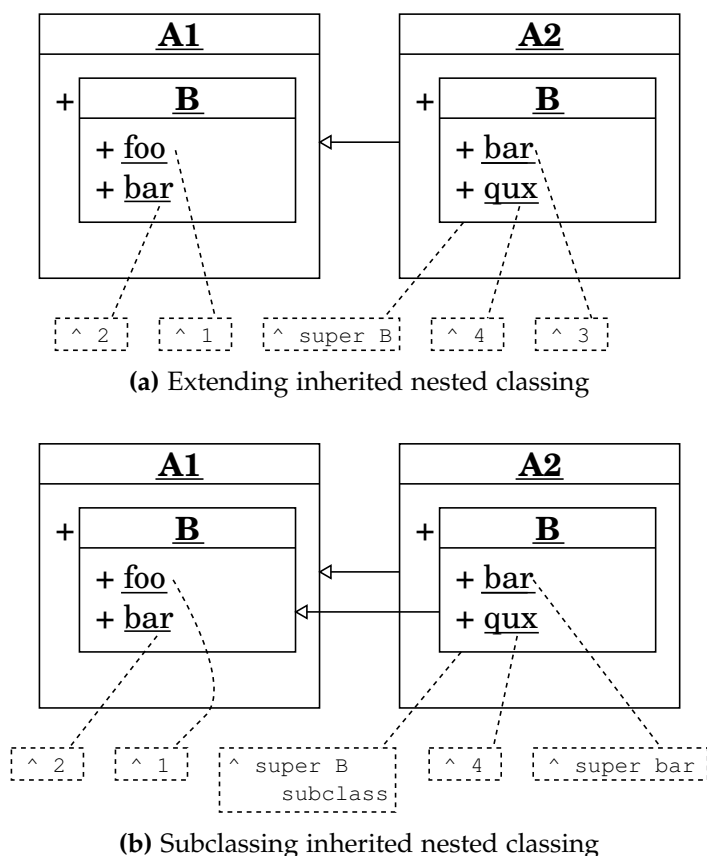 A1 A2
+ B + B
+ foo + bar
+ bar + qux
^ 2 ^ 1 ^ super B ^ 4 ^ 3
(a) Extending inherited nested classing
A1 A2
+ B + B
+ foo + bar
+ bar + qux
^ 2 ^ 1 ^ super B ^ 4 ^ super bar
subclass
(b) Subclassing inherited nested classing